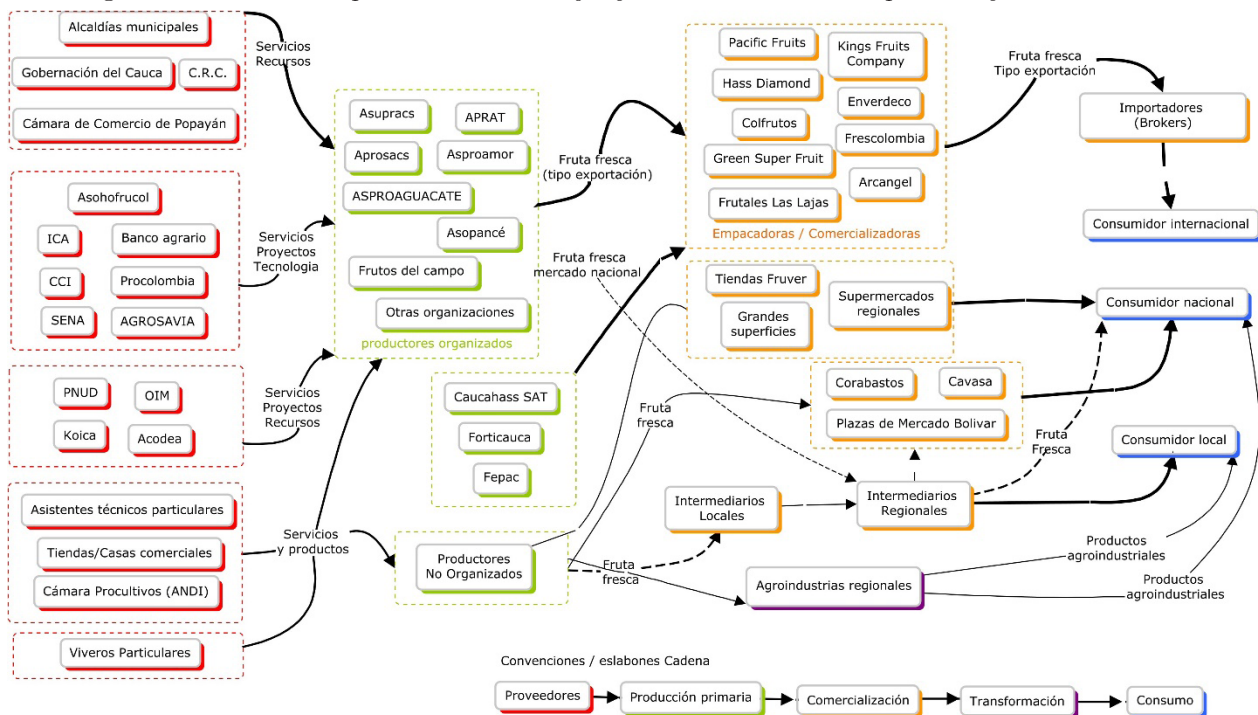 Alcaldías municipales
Gobernación del Cauca
C.R.C.
Cámara de Comercio de Popayán
Servicios
Recursos
Asohofrucol
ICA
Banco agrario
CCI
Procolombia
SENA
AGROSAVIA
Servicios
Proyectos
Tecnologia
PNUD
OIM
Koica
Acodea
Servicios
Proyectos
Recursos
Asistentes técnicos particulares
Tiendas/Casas comerciales
Cámara Procultivos (ANDI)
Servicios
y productos
Viveros Particulares
Asupracs
APRAT
Aprosacs
Asproamor
ASPROAGUACATE
Asopancé
Frutos del campo
Otras organizaciones
productores organizados
Caucahass SAT
Forticauca
Fepac
Productores
No Organizados
Fruta fresca
(tipo exportación)
Fruta fresca
mercado nacional
Fruta
fresca
Fruta
fresca
Pacific Fruits
Kings Fruits
Company
Hass Diamond
Enverdeco
Colfrutos
Frescolombia
Green Super Fruit
Arcangel
Frutales Las Lajas
Empacadoras / Comercializadoras
Tiendas Fruver
Grandes
superficies
Supermercados
regionales
Corabastos
Cavasa
Plazas de Mercado Bolivar
Intermediarios
Locales
Intermediarios
Regionales
Agroindustrias regionales
Fruta fresca
Tipo exportación
Importadores
(Brokers)
Consumidor internacional
Consumidor nacional
Fruta
Fresca
Consumidor local
Productos
agroindustriales
Productos
agroindustriales
Convenciones / eslabones Cadena
Proveedores
Producción primaria
Comercialización
Transformación
Consumo